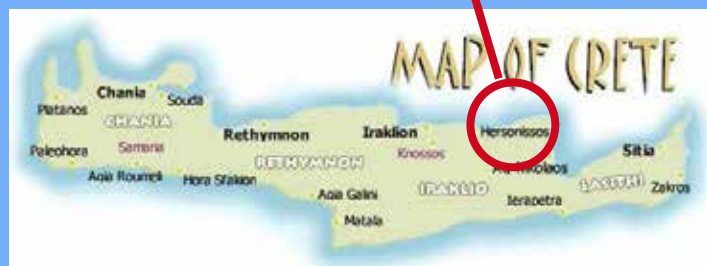 MAP OF CRETE
Chania
Souda
Platanos
CHANIA
Rethymnon
Iraklion
Hersonissos
Paleohora
Samaria
RETHYMNON
Knossos
Sitia
Agia Roumeli
Hora Sfakion
Agia Galini
IRAKLIO
Ierapetra
LASITHI
Zakros
Matala